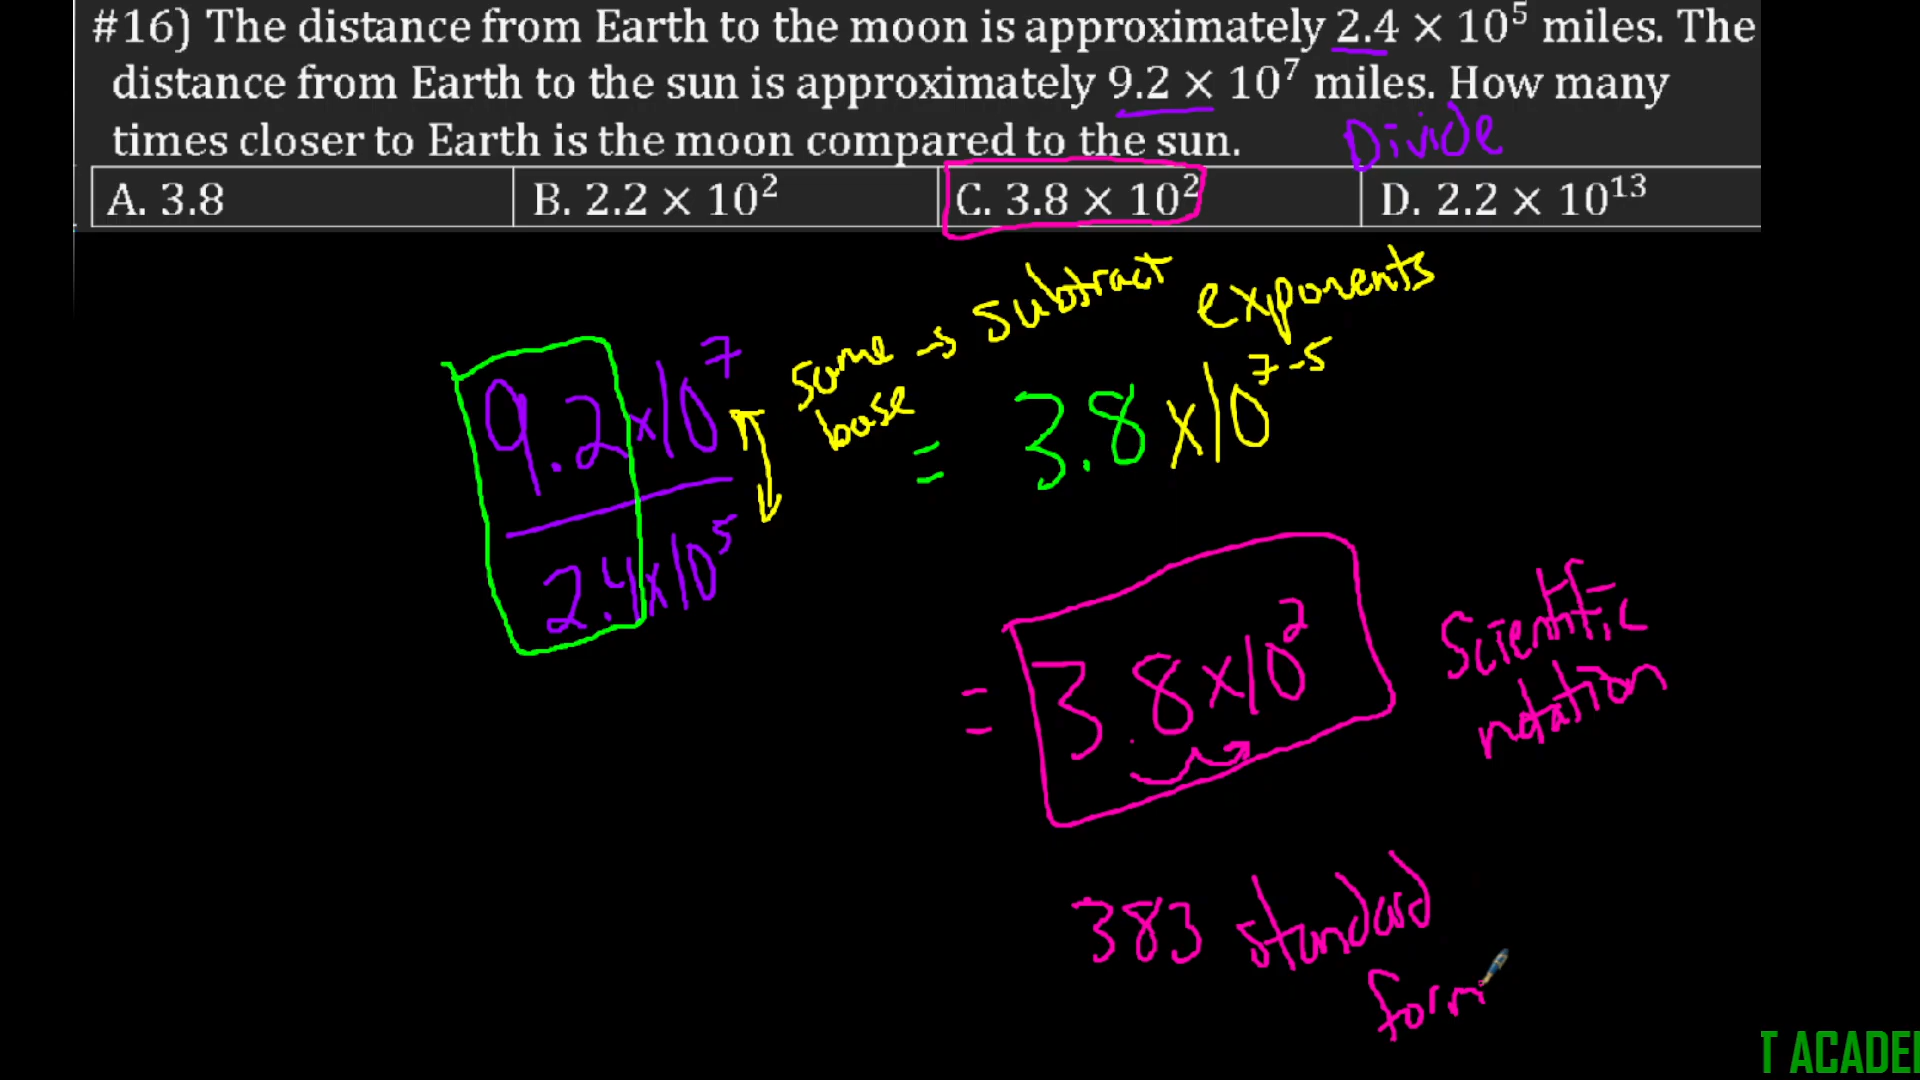 #16) The distance from Earth to the moon is approximately 2.4 × 10⁵ miles. The
distance from Earth to the sun is approximately 9.2 × 10⁷ miles. How many
times closer to Earth is the moon compared to the sun.
Divide
A. 3.8
B. 2.2 × 10²
C. 3.8 × 10²
D. 2.2 × 10¹³
same → subtract exponents
base
9.2 x 10⁷
2.4 x 10⁵
= 3.8 x 10⁷⁻⁵
= 3.8 x 10²
Scientific
notation
383 standard
form
T ACADE